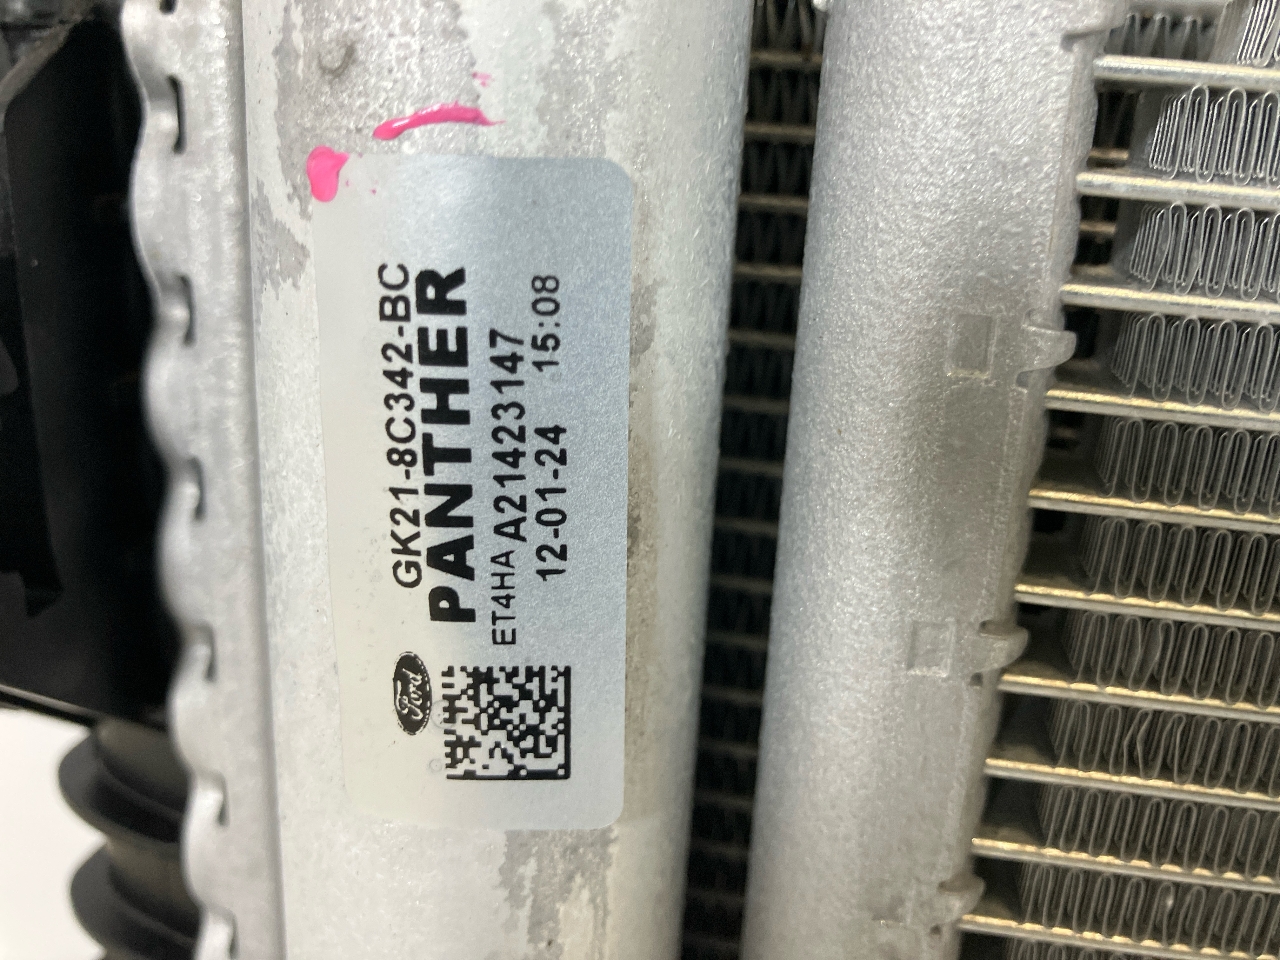 Ford
GK21-8C342-BC
PANTHER
ET4HA A21423147
12-01-24 15:08